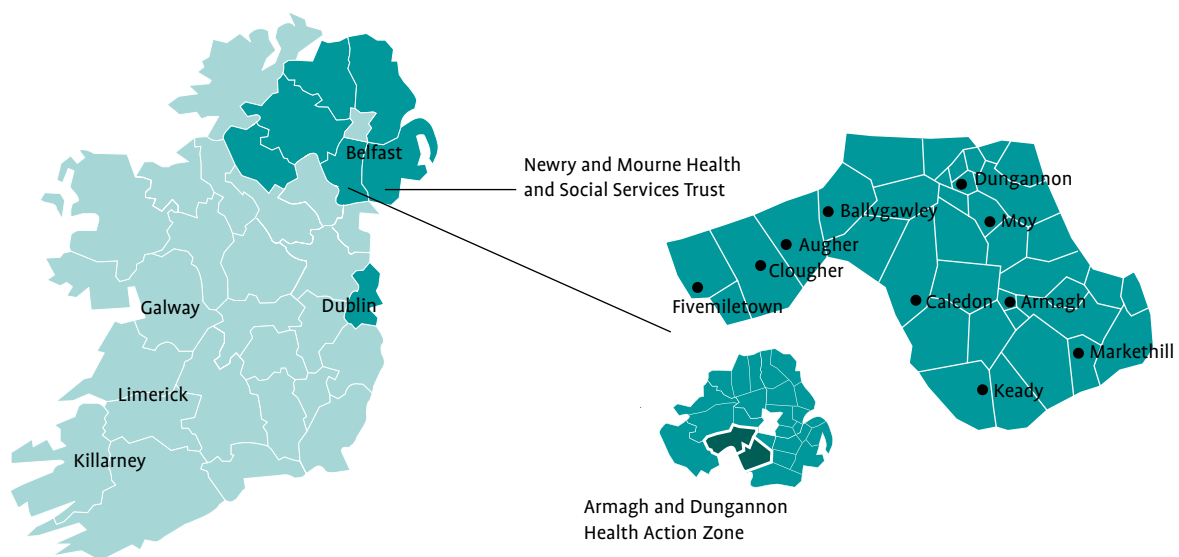 Belfast
Galway
Dublin
Limerick
Killarney
Newry and Mourne Health
and Social Services Trust
Dungannon
Ballygawley
Moy
Augher
Clougher
Fivemiletown
Caledon
Armagh
Markethill
Keady
Armagh and Dungannon
Health Action Zone